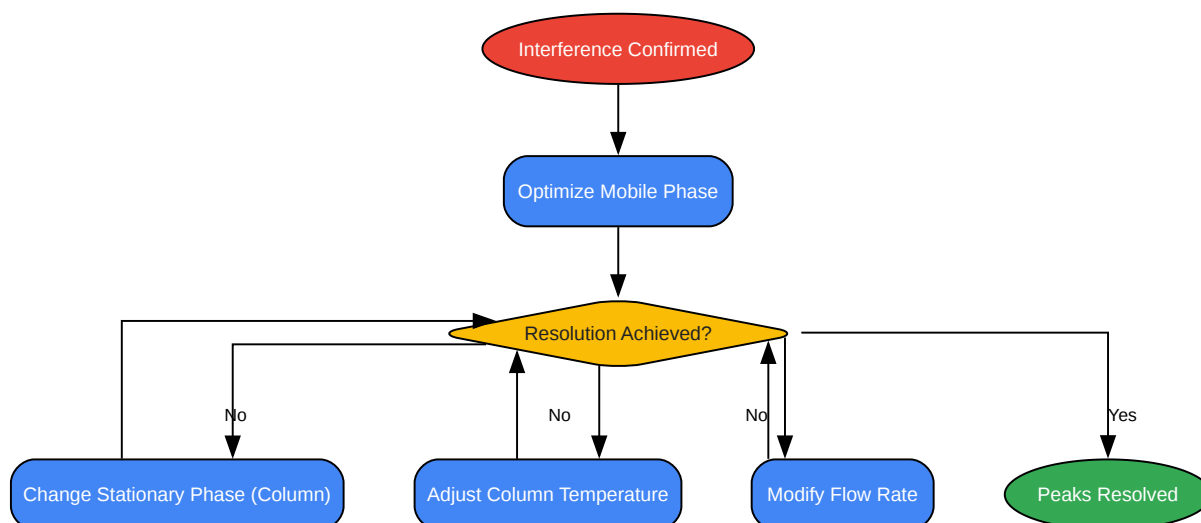 Interference Confirmed
Optimize Mobile Phase
Resolution Achieved?
No
No
No
Yes
Change Stationary Phase (Column)
Adjust Column Temperature
Modify Flow Rate
Peaks Resolved